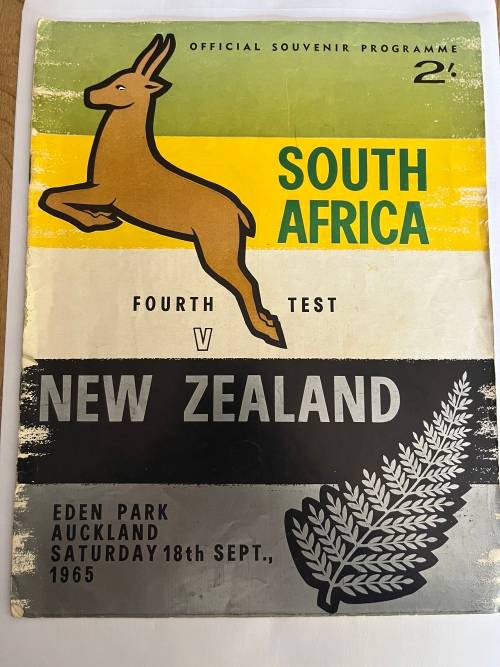 OFFICIAL SOUVENIR PROGRAMME
2/-
SOUTH
AFRICA
FOURTH TEST
V
NEW ZEALAND
EDEN PARK
AUCKLAND
SATURDAY 18th SEPT.,
1965